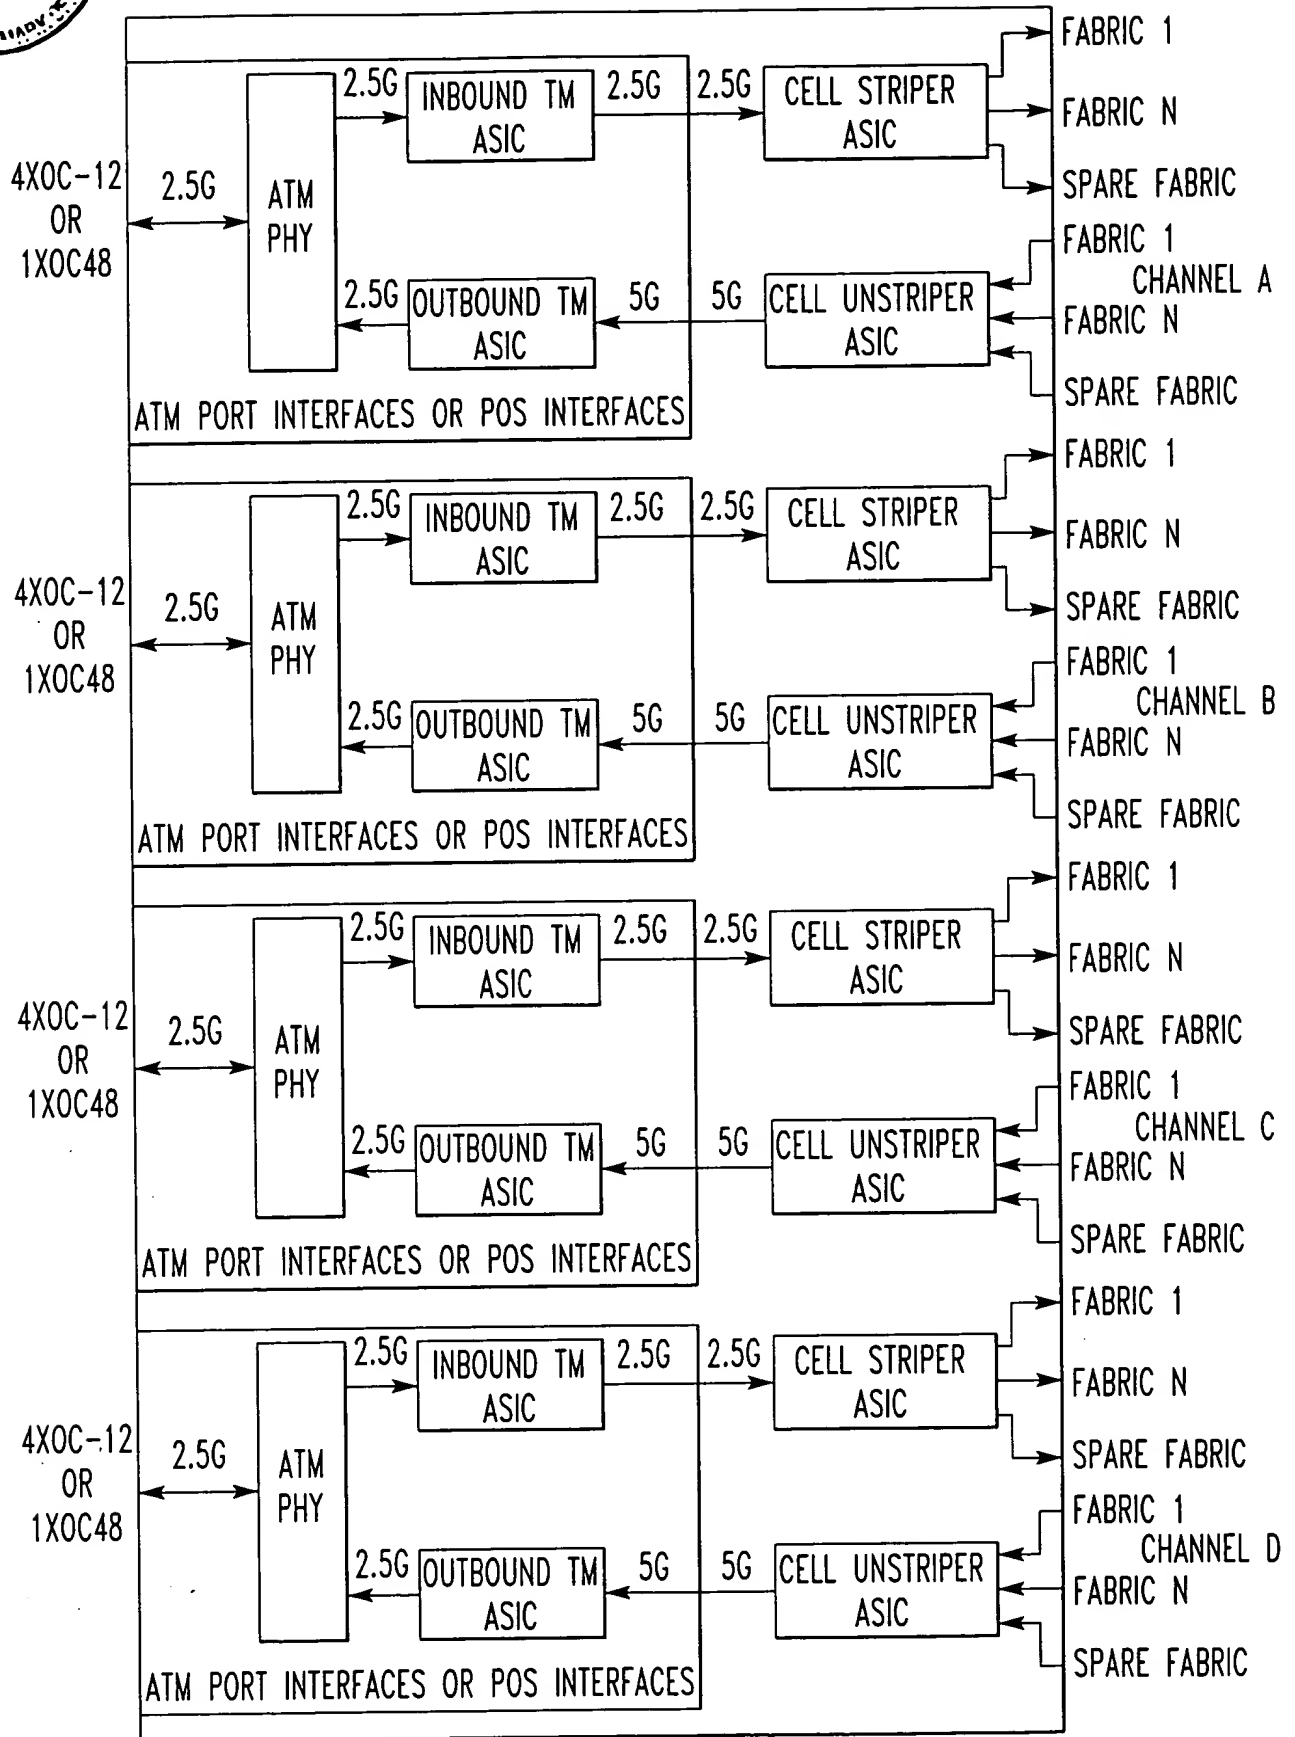 FABRIC 1
2.5G
INBOUND TM
ASIC
2.5G
2.5G
CELL STRIPER
ASIC
FABRIC N
4XOC-12
OR
1XOC48
2.5G
ATM
PHY
SPARE FABRIC
FABRIC 1
CHANNEL A
2.5G
OUTBOUND TM
ASIC
5G
5G
CELL UNSTRIPER
ASIC
FABRIC N
SPARE FABRIC
ATM PORT INTERFACES OR POS INTERFACES
FABRIC 1
2.5G
INBOUND TM
ASIC
2.5G
2.5G
CELL STRIPER
ASIC
FABRIC N
4XOC-12
OR
1XOC48
2.5G
ATM
PHY
SPARE FABRIC
FABRIC 1
CHANNEL B
2.5G
OUTBOUND TM
ASIC
5G
5G
CELL UNSTRIPER
ASIC
FABRIC N
SPARE FABRIC
ATM PORT INTERFACES OR POS INTERFACES
FABRIC 1
2.5G
INBOUND TM
ASIC
2.5G
2.5G
CELL STRIPER
ASIC
FABRIC N
4XOC-12
OR
1XOC48
2.5G
ATM
PHY
SPARE FABRIC
FABRIC 1
CHANNEL C
2.5G
OUTBOUND TM
ASIC
5G
5G
CELL UNSTRIPER
ASIC
FABRIC N
SPARE FABRIC
ATM PORT INTERFACES OR POS INTERFACES
FABRIC 1
2.5G
INBOUND TM
ASIC
2.5G
2.5G
CELL STRIPER
ASIC
FABRIC N
4XOC-12
OR
1XOC48
2.5G
ATM
PHY
SPARE FABRIC
FABRIC 1
CHANNEL D
2.5G
OUTBOUND TM
ASIC
5G
5G
CELL UNSTRIPER
ASIC
FABRIC N
SPARE FABRIC
ATM PORT INTERFACES OR POS INTERFACES